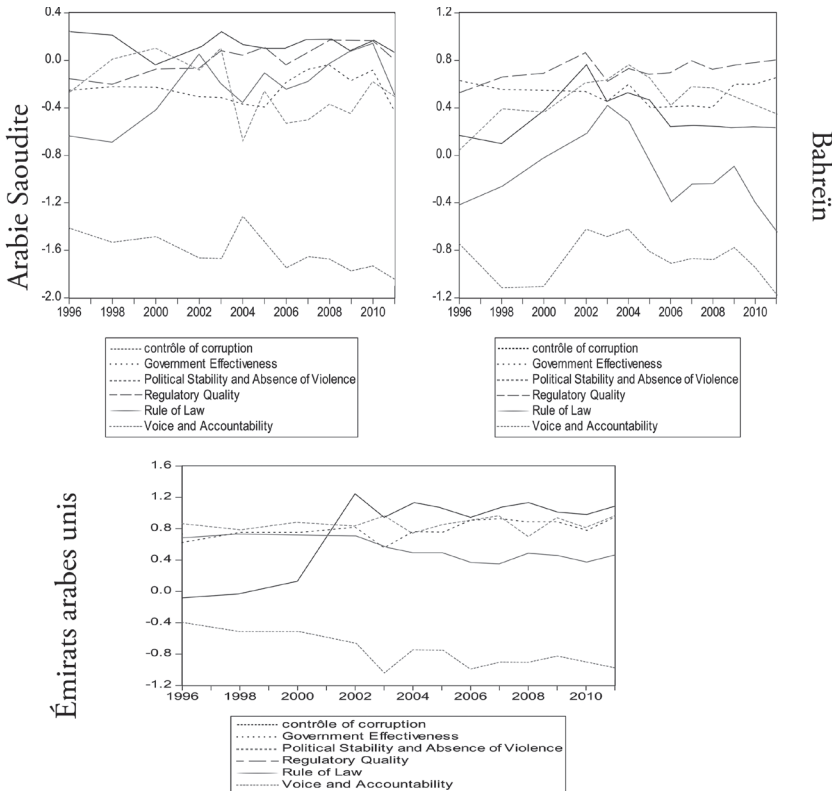 Arabie Saoudite
0.4
0.0
-0.4
-0.8
-1.2
-1.6
-2.0
1996 1998 2000 2002 2004 2006 2008 2010
contrôle of corruption
Government Effectiveness
Political Stability and Absence of Violence
Regulatory Quality
Rule of Law
Voice and Accountability
Bahreïn
1.2
0.8
0.4
0.0
-0.4
-0.8
-1.2
1996 1998 2000 2002 2004 2006 2008 2010
contrôle of corruption
Government Effectiveness
Political Stability and Absence of Violence
Regulatory Quality
Rule of Law
Voice and Accountability
Émirats arabes unis
1.6
1.2
0.8
0.4
0.0
-0.4
-0.8
-1.2
1996 1998 2000 2002 2004 2006 2008 2010
contrôle of corruption
Government Effectiveness
Political Stability and Absence of Violence
Regulatory Quality
Rule of Law
Voice and Accountability